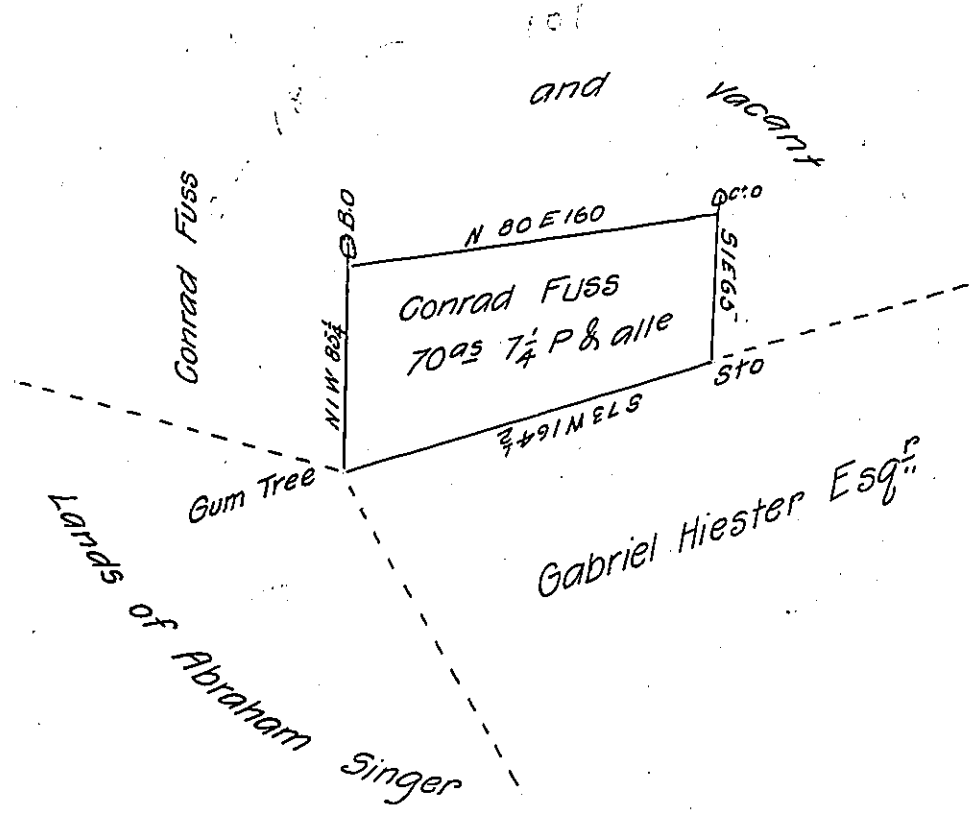 and
vacant
Conrad Fuss
B.O
N 80 E 160
C.O
S 1 E 65
Conrad Fuss
70as 7¼ P & alle
N 1 W 85¼
Sto
S 73 W 164½
Gum Tree
Gabriel Hiester Esqr
Lands of Abraham Singer